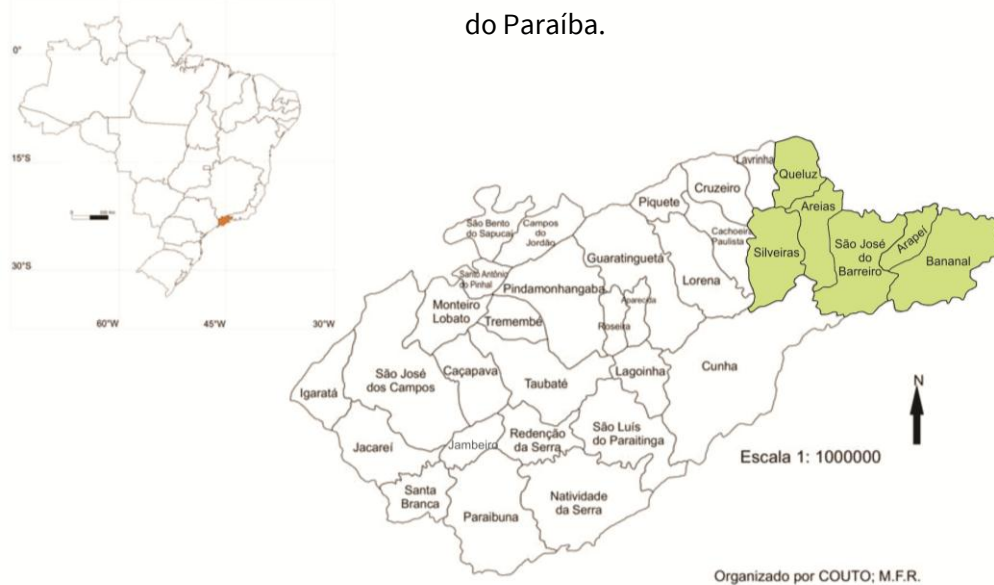 do Paraíba.
0°
15°S
30°S
60°W
45°W
30°W
Lavrinha
Queluz
Cruzeiro
Piquete
Areias
São Bento
do Sapucaí
Campos
do
Jordão
Cachoeira
Paulista
Guaratinguetá
Silveiras
São José
do
Barreiro
Arapeí
Bananal
Santo Antônio
do Pinhal
Pindamonhangaba
Lorena
Monteiro
Lobato
Aparecida
Tremembé
Roseira
São José
dos Campos
Caçapava
Taubaté
Lagoinha
Cunha
Igaratá
N
Jacareí
Jambeiro
Redenção
da Serra
São Luís
do Paraitinga
Escala 1: 1000000
Santa
Branca
Paraibuna
Natividade
da Serra
Organizado por COUTO; M.F.R.